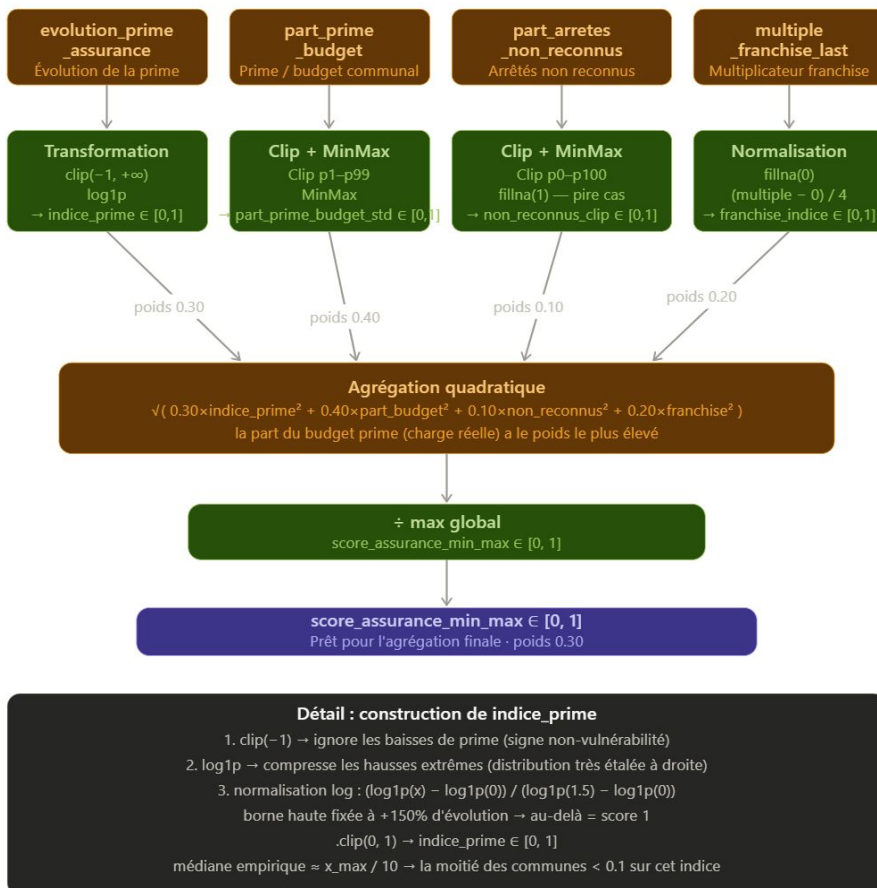 evolution_prime
_assurance
Évolution de la prime
part_prime
_budget
Prime / budget communal
part_arretes
_non_reconnus
Arrêtés non reconnus
multiple
_franchise_last
Multiplicateur franchise
Transformation
clip(−1, +∞)
log1p
→ indice_prime ∈ [0,1]
Clip + MinMax
Clip p1–p99
MinMax
→ part_prime_budget_std ∈ [0,1]
Clip + MinMax
Clip p0–p100
fillna(1) — pire cas
→ non_reconnus_clip ∈ [0,1]
Normalisation
fillna(0)
(multiple − 0) / 4
→ franchise_indice ∈ [0,1]
poids 0.30
poids 0.40
poids 0.10
poids 0.20
Agrégation quadratique
√( 0.30×indice_prime² + 0.40×part_budget² + 0.10×non_reconnus² + 0.20×franchise² )
la part du budget prime (charge réelle) a le poids le plus élevé
÷ max global
score_assurance_min_max ∈ [0, 1]
score_assurance_min_max ∈ [0, 1]
Prêt pour l'agrégation finale · poids 0.30
Détail : construction de indice_prime
1. clip(−1) → ignore les baisses de prime (signe non-vulnérabilité)
2. log1p → compresse les hausses extrêmes (distribution très étalée à droite)
3. normalisation log : (log1p(x) − log1p(0)) / (log1p(1.5) − log1p(0))
borne haute fixée à +150% d'évolution → au-delà = score 1
.clip(0, 1) → indice_prime ∈ [0, 1]
médiane empirique ≈ x_max / 10 → la moitié des communes < 0.1 sur cet indice